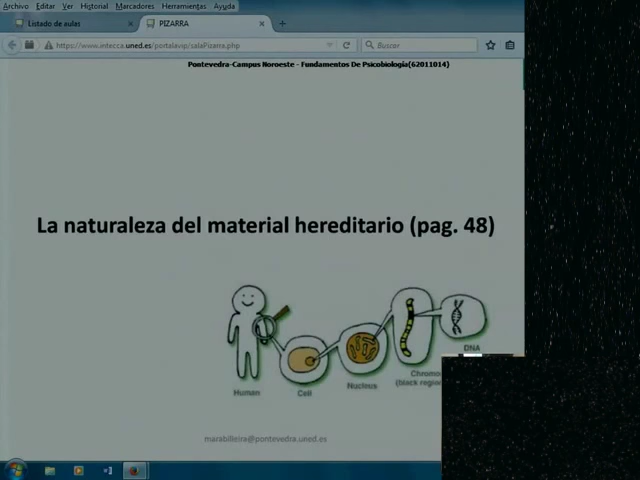 Archivo Editar Ver Historial Marcadores Herramientas Ayuda
Listado de aulas
PIZARRA
https://www.intecca.uned.es/portalavip/salaPizarra.php
Buscar
Pontevedra-Campus Noroeste - Fundamentos De Psicobiología(62011014)
La naturaleza del material hereditario (pag. 48)
DNA
Human
Cell
Nucleus
(black
marabilleira@pontevedra.uned.es